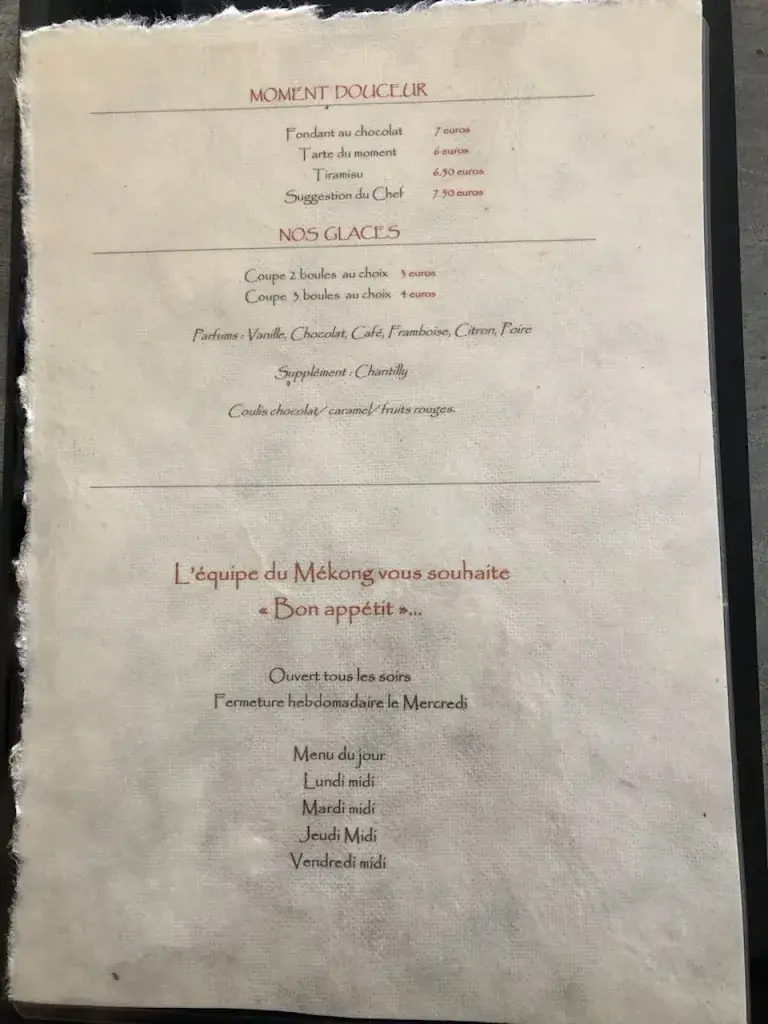 MOMENT DOUCEUR
Fondant au chocolat 7 euros
Tarte du moment 6 euros
Tiramisu 6.50 euros
Suggestion du Chef 7.50 euros
NOS GLACES
Coupe 2 boules au choix 3 euros
Coupe 3 boules au choix 4 euros
Parfums : Vanille, Chocolat, Café, Framboise, Citron, Poire
Supplément : Chantilly
Coulis chocolat/ caramel/ fruits rouges.
L'équipe du Mékong vous souhaite
« Bon appétit »...
Ouvert tous les soirs
Fermeture hebdomadaire le Mercredi
Menu du jour
Lundi midi
Mardi midi
Jeudi Midi
Vendredi midi